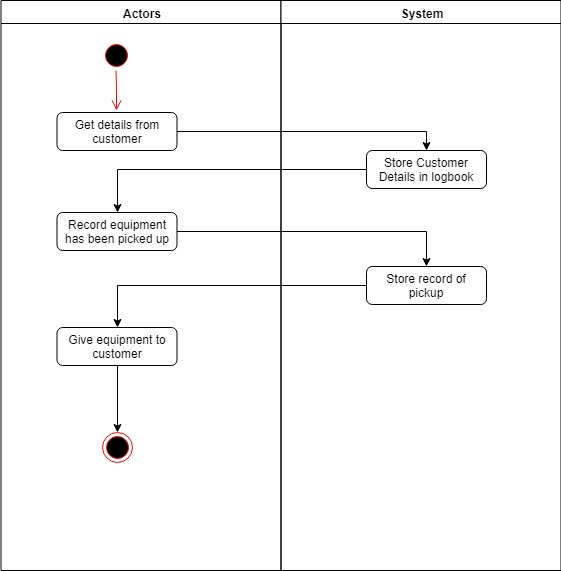 Actors
System
Get details from
customer
Store Customer
Details in logbook
Record equipment
has been picked up
Store record of
pickup
Give equipment to
customer